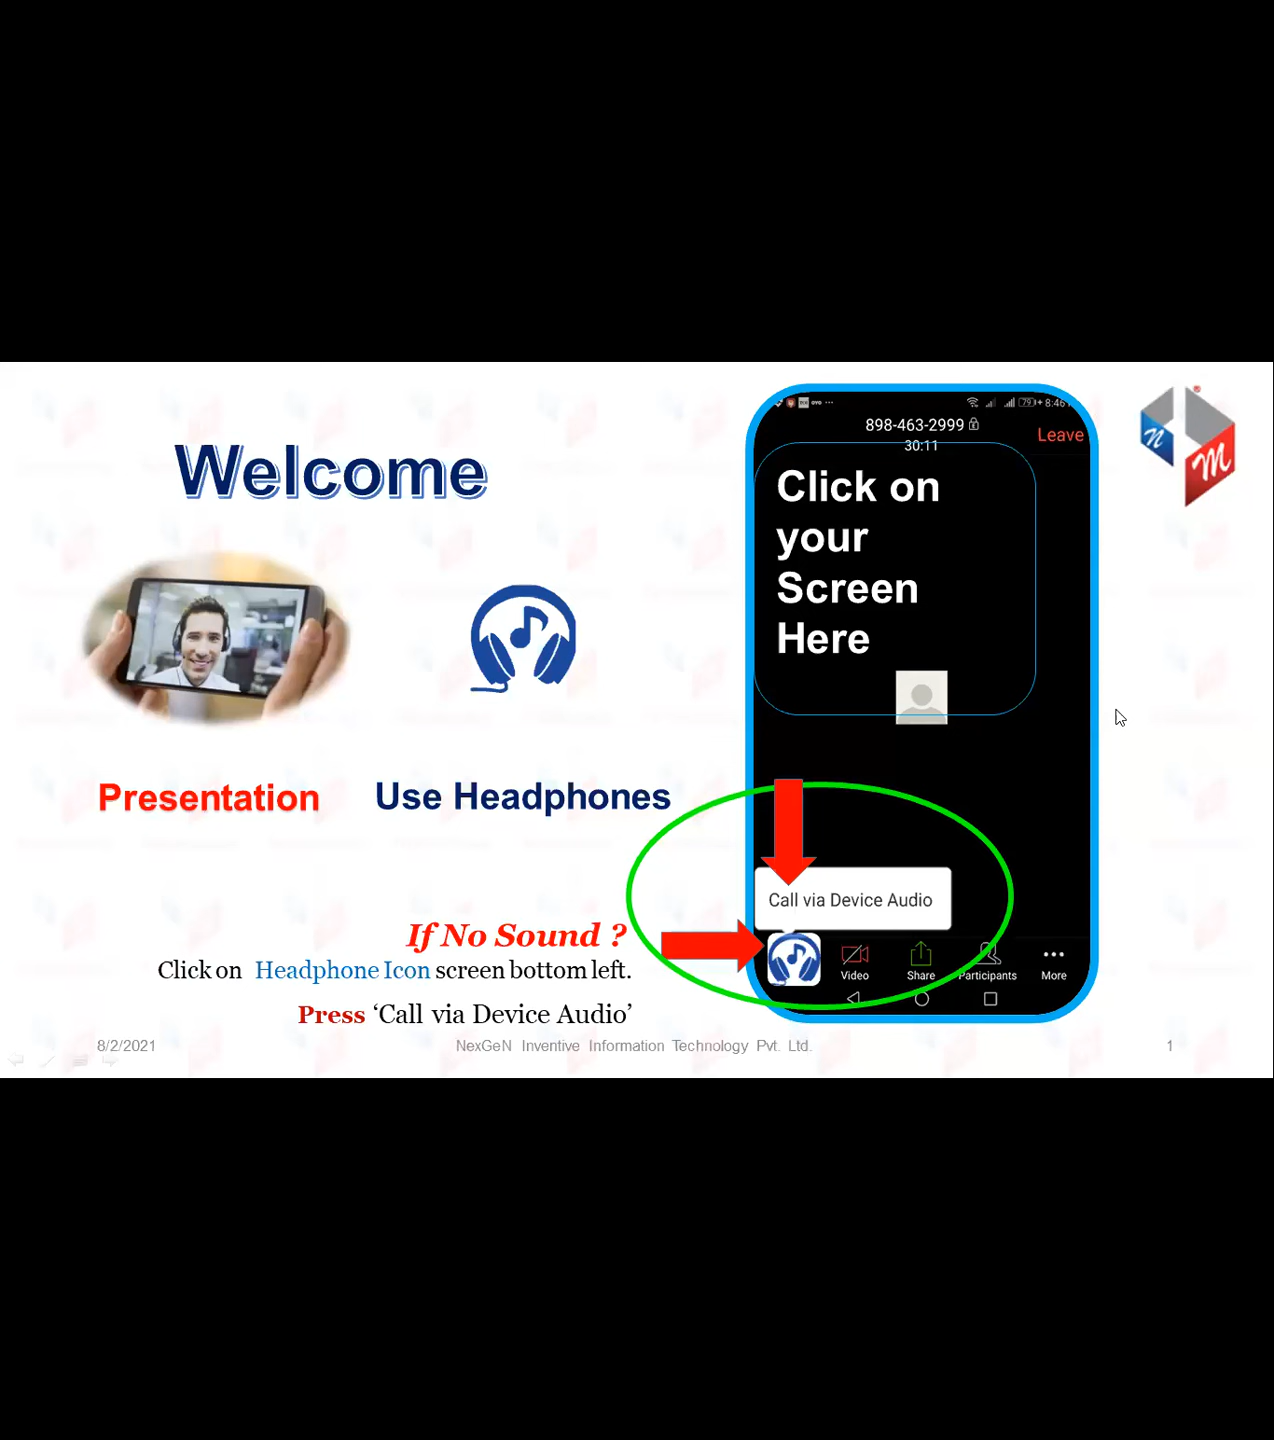 Welcome
Presentation
Use Headphones
If No Sound ?
Click on Headphone Icon screen bottom left.
Press ‘Call via Device Audio’
898-463-2999
30:11
Leave
Click on
your
Screen
Here
Call via Device Audio
Video
Share
Participants
More
n
m
8/2/2021
NexGeN Inventive Information Technology Pvt. Ltd.
1